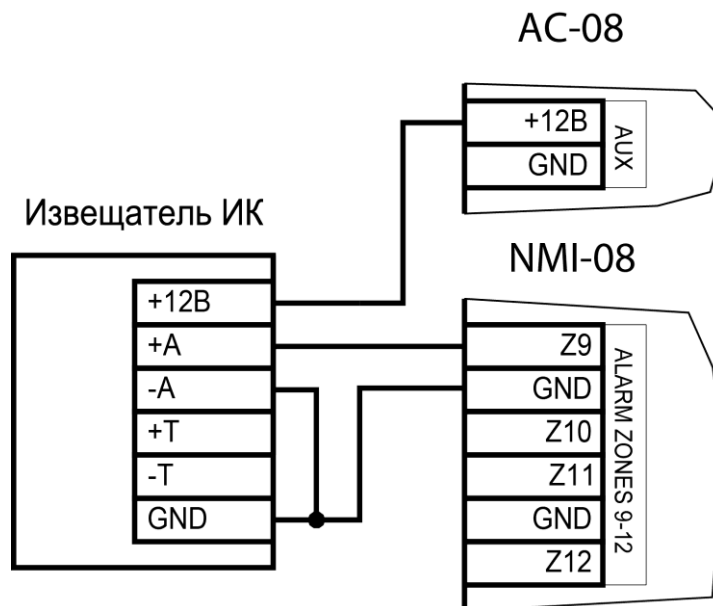 AC-08
+12В
GND
AUX
Извещатель ИК
+12В
+А
-А
+Т
-Т
GND
NMI-08
Z9
GND
Z10
Z11
GND
Z12
ALARM ZONES 9-12